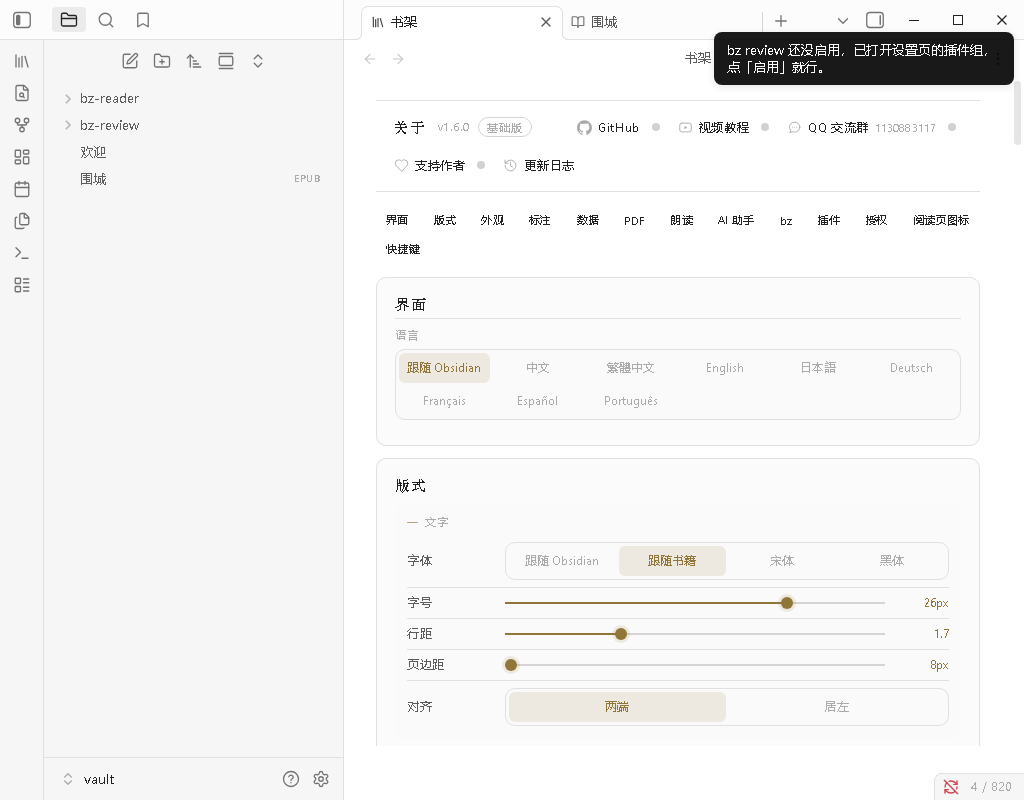 书架
围城
bz review 还没启用，已打开设置页的插件组，
点「启用」就行。
书架
bz-reader
bz-review
欢迎
围城 EPUB
关于 v1.6.0 基础版 GitHub 视频教程 QQ 交流群 1130883117
支持作者 更新日志
界面 版式 外观 标注 数据 PDF 朗读 AI 助手 bz 插件 授权 阅读页图标
快捷键
界面
语言
跟随 Obsidian 中文 繁體中文 English 日本語 Deutsch
Français Español Português
版式
— 文字
字体 跟随 Obsidian 跟随书籍 宋体 黑体
字号 26px
行距 1.7
页边距 8px
对齐 两端 居左
vault
4 / 820